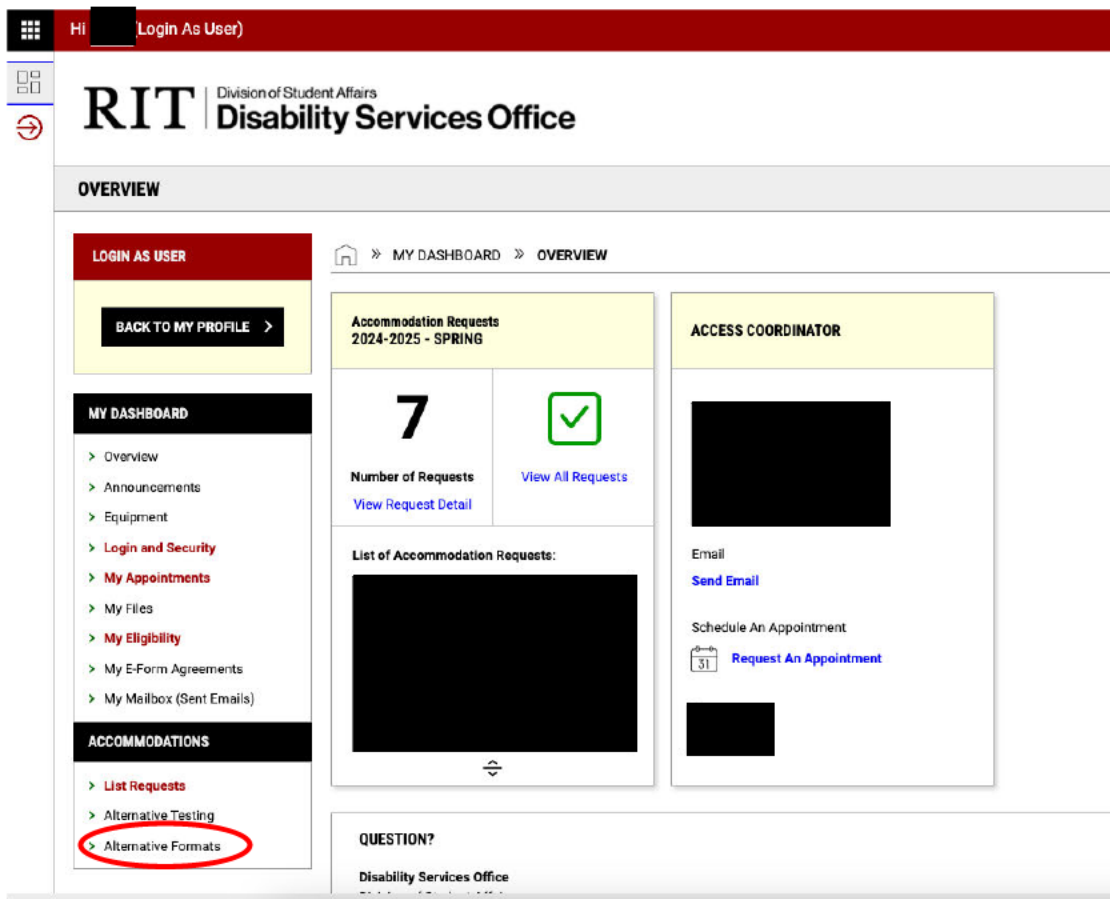 Hi (Login As User)
RIT
Division of Student Affairs
Disability Services Office
OVERVIEW
LOGIN AS USER
BACK TO MY PROFILE
MY DASHBOARD
Overview
Announcements
Equipment
Login and Security
My Appointments
My Files
My Eligibility
My E-Form Agreements
My Mailbox (Sent Emails)
ACCOMMODATIONS
List Requests
Alternative Testing
Alternative Formats
» MY DASHBOARD » OVERVIEW
Accommodation Requests
2024-2025 - SPRING
7
Number of Requests
View Request Detail
View All Requests
List of Accommodation Requests:
ACCESS COORDINATOR
Email
Send Email
Schedule An Appointment
31 Request An Appointment
QUESTION?
Disability Services Office